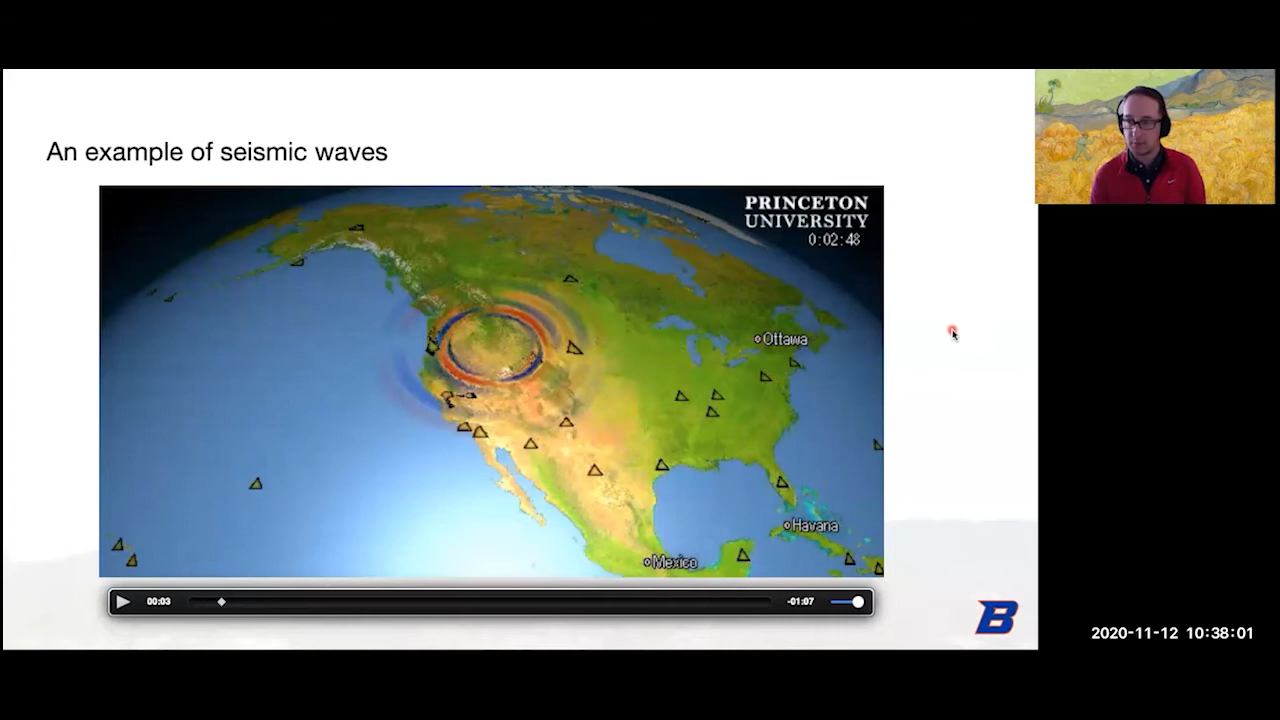 An example of seismic waves
PRINCETON
UNIVERSITY
0:02:48
Ottawa
Havana
Mexico
00:03
-01:07
B
2020-11-12 10:38:01